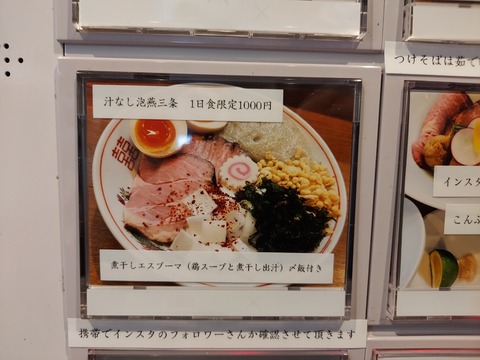 汁なし泡燕三条 1日食限定1000円
煮干しエスプーマ(鶏スープと煮干し出汁)〆飯付き
携帯でインスタのフォロワーさんか確認させて頂きます
つけそばは茹で
インスタ
こんぶ